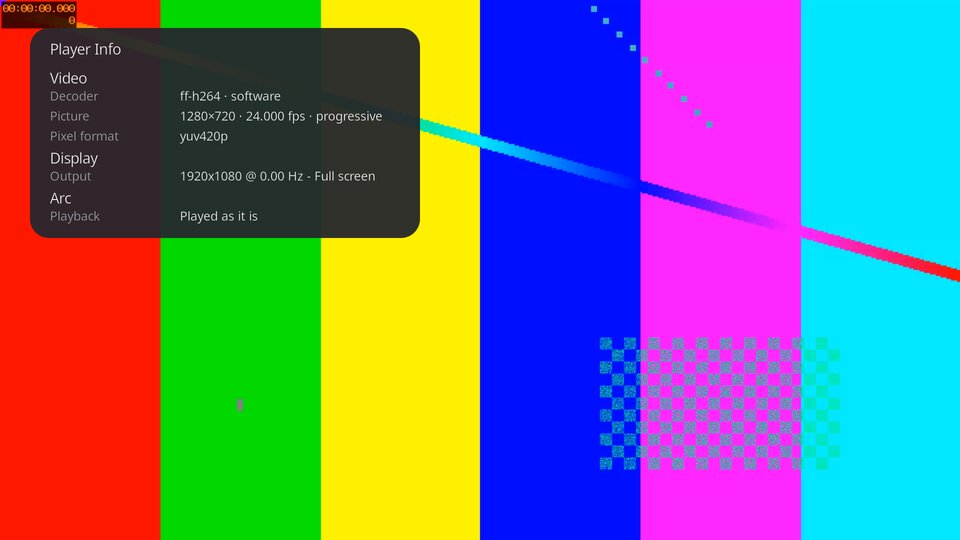 00:00:00.000
0
Player Info
Video
Decoder ff-h264 · software
Picture 1280×720 · 24.000 fps · progressive
Pixel format yuv420p
Display
Output 1920x1080 @ 0.00 Hz - Full screen
Arc
Playback Played as it is